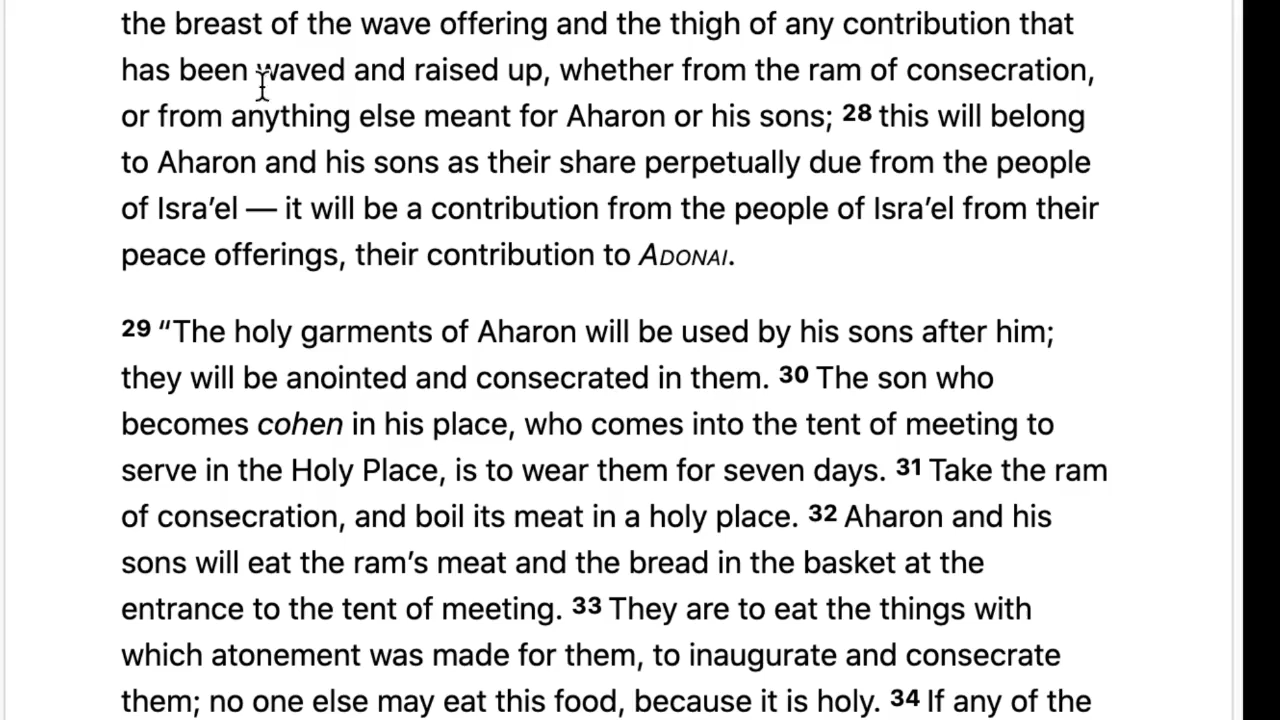 the breast of the wave offering and the thigh of any contribution that
has been waved and raised up, whether from the ram of consecration,
or from anything else meant for Aharon or his sons; 28 this will belong
to Aharon and his sons as their share perpetually due from the people
of Isra’el — it will be a contribution from the people of Isra’el from their
peace offerings, their contribution to ADONAI.
29 “The holy garments of Aharon will be used by his sons after him;
they will be anointed and consecrated in them. 30 The son who
becomes cohen in his place, who comes into the tent of meeting to
serve in the Holy Place, is to wear them for seven days. 31 Take the ram
of consecration, and boil its meat in a holy place. 32 Aharon and his
sons will eat the ram’s meat and the bread in the basket at the
entrance to the tent of meeting. 33 They are to eat the things with
which atonement was made for them, to inaugurate and consecrate
them; no one else may eat this food, because it is holy. 34 If any of the